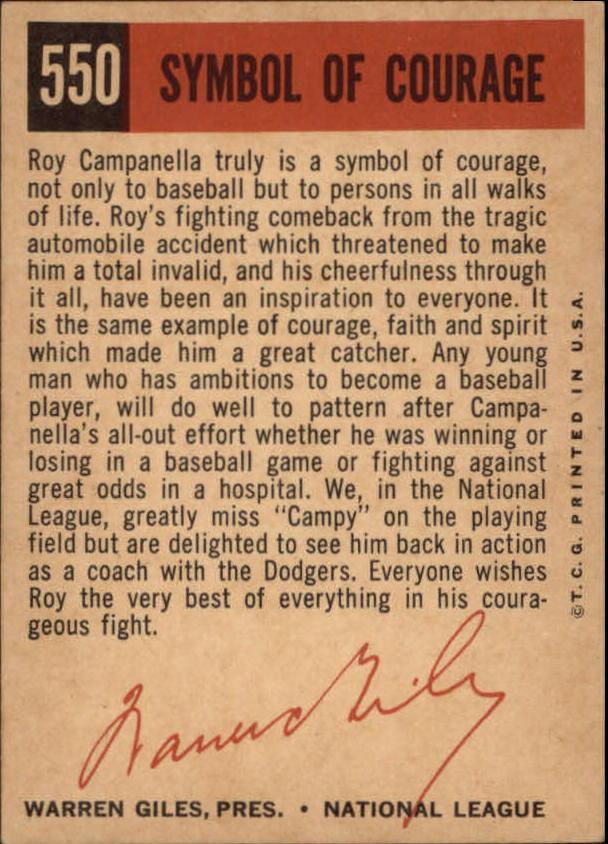 550 SYMBOL OF COURAGE
Roy Campanella truly is a symbol of courage,
not only to baseball but to persons in all walks
of life. Roy's fighting comeback from the tragic
automobile accident which threatened to make
him a total invalid, and his cheerfulness through
it all, have been an inspiration to everyone. It
is the same example of courage, faith and spirit
which made him a great catcher. Any young
man who has ambitions to become a baseball
player, will do well to pattern after Campa-
nella's all-out effort whether he was winning or
losing in a baseball game or fighting against
great odds in a hospital. We, in the National
League, greatly miss "Campy" on the playing
field but are delighted to see him back in action
as a coach with the Dodgers. Everyone wishes
Roy the very best of everything in his coura-
geous fight.
©T. C. G. PRINTED IN U.S.A.
Warren Giles
WARREN GILES, PRES. • NATIONAL LEAGUE